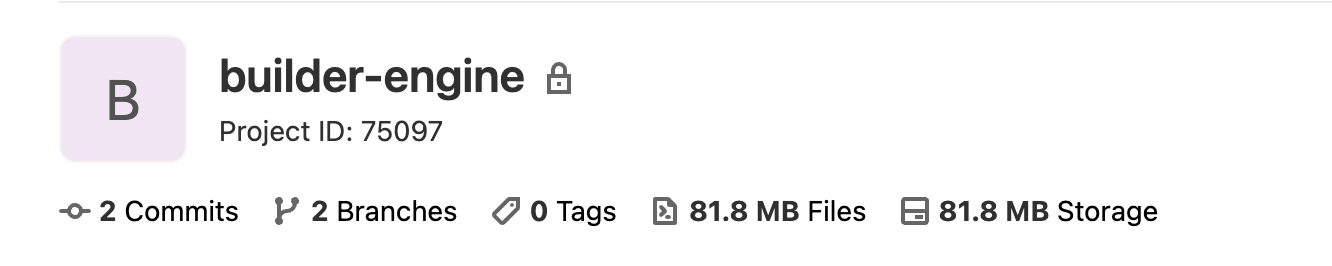 B
builder-engine
Project ID: 75097
2 Commits 2 Branches 0 Tags 81.8 MB Files 81.8 MB Storage